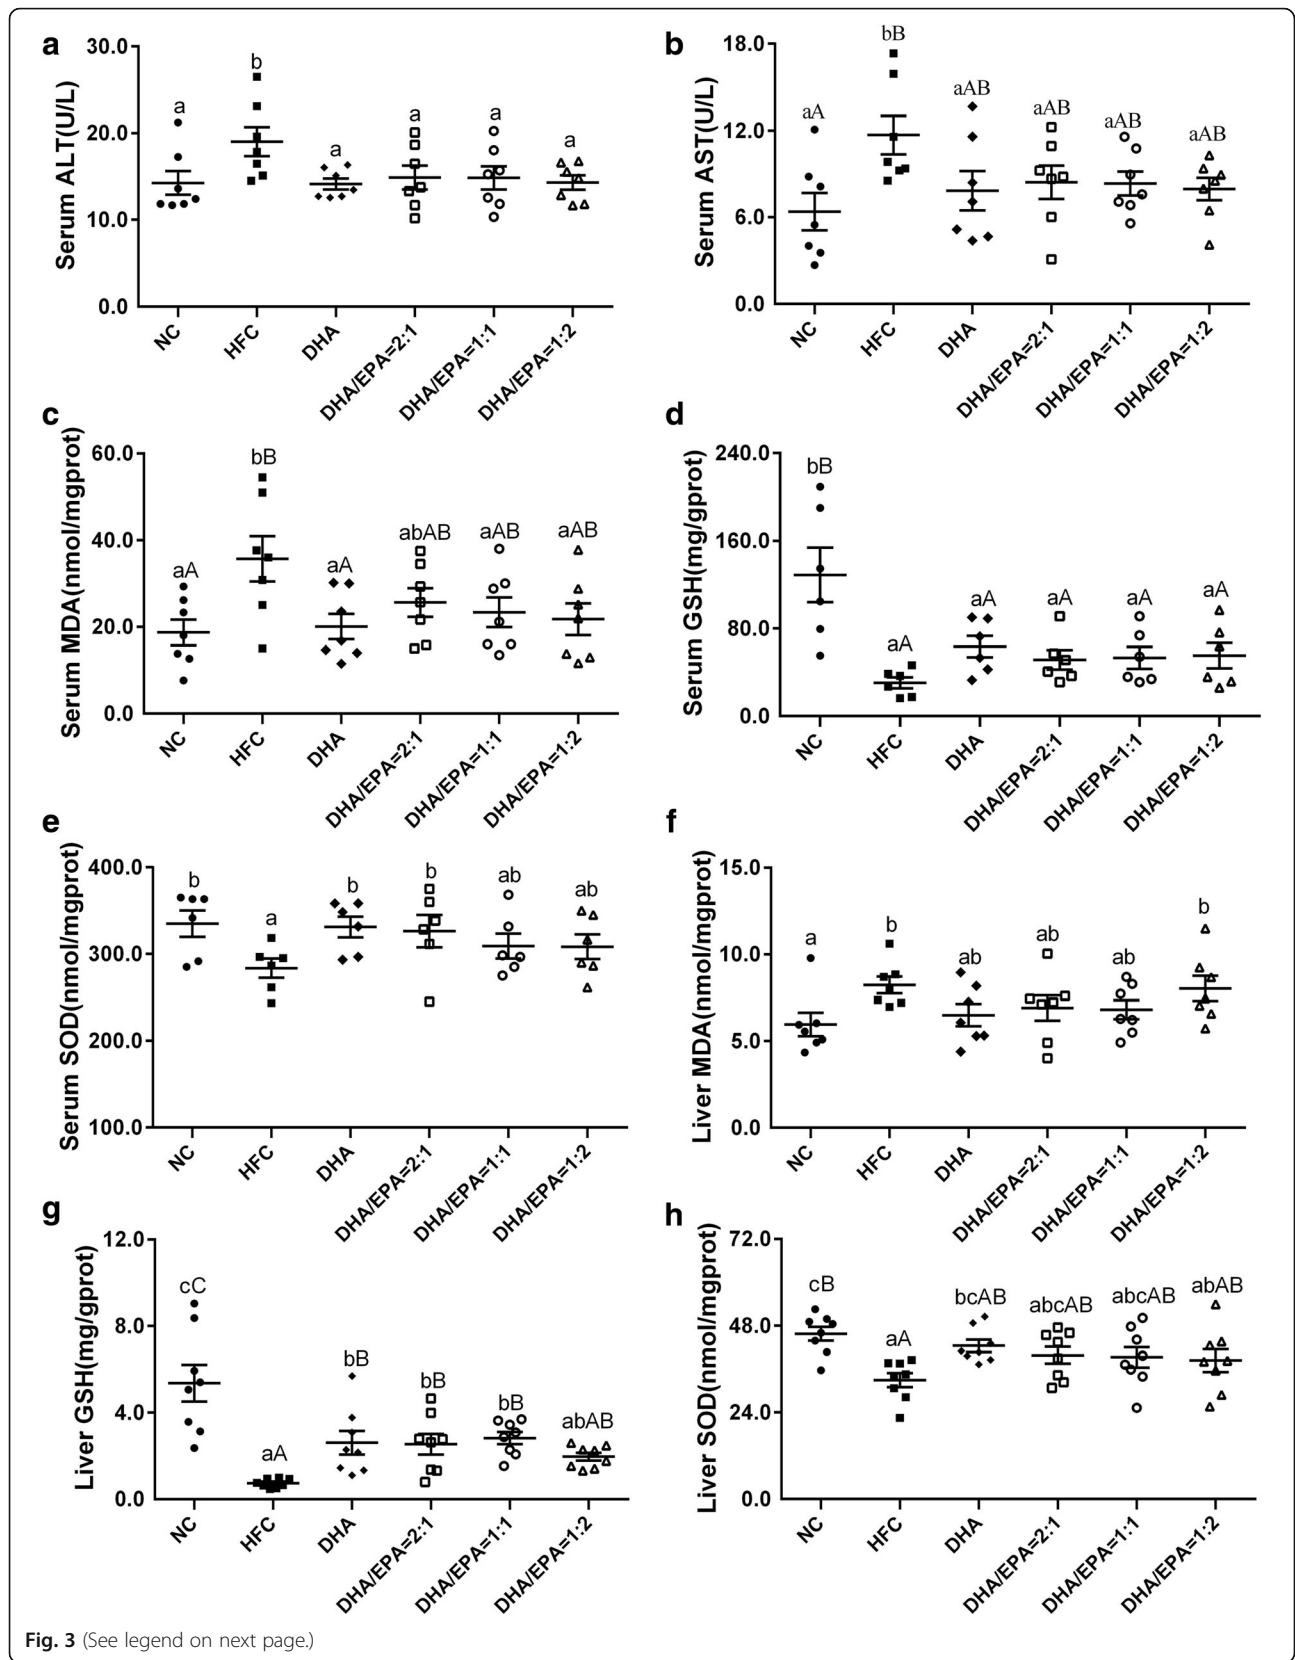 a
Serum ALT(U/L)
30.0
20.0
10.0
0.0
a
b
a
a
a
a
NC
HFC
DHA
DHA/EPA=2:1
DHA/EPA=1:1
DHA/EPA=1:2
b
Serum AST(U/L)
18.0
12.0
6.0
0.0
aA
bB
aAB
aAB
aAB
aAB
NC
HFC
DHA
DHA/EPA=2:1
DHA/EPA=1:1
DHA/EPA=1:2
c
Serum MDA(nmol/mgprot)
60.0
40.0
20.0
0.0
aA
bB
aA
abAB
aAB
aAB
NC
HFC
DHA
DHA/EPA=2:1
DHA/EPA=1:1
DHA/EPA=1:2
d
Serum GSH(mg/gprot)
240.0
160.0
80.0
0.0
bB
aA
aA
aA
aA
aA
NC
HFC
DHA
DHA/EPA=2:1
DHA/EPA=1:1
DHA/EPA=1:2
e
Serum SOD(nmol/mgprot)
400.0
300.0
200.0
100.0
b
a
b
b
ab
ab
NC
HFC
DHA
DHA/EPA=2:1
DHA/EPA=1:1
DHA/EPA=1:2
f
Liver MDA(nmol/mgprot)
15.0
10.0
5.0
0.0
a
b
ab
ab
ab
b
NC
HFC
DHA
DHA/EPA=2:1
DHA/EPA=1:1
DHA/EPA=1:2
g
Liver GSH(mg/gprot)
12.0
8.0
4.0
0.0
cC
aA
bB
bB
bB
abAB
NC
HFC
DHA
DHA/EPA=2:1
DHA/EPA=1:1
DHA/EPA=1:2
h
Liver SOD(nmol/mgprot)
72.0
48.0
24.0
0.0
cB
aA
bcAB
abcAB
abcAB
abAB
NC
HFC
DHA
DHA/EPA=2:1
DHA/EPA=1:1
DHA/EPA=1:2
Fig. 3 (See legend on next page.)